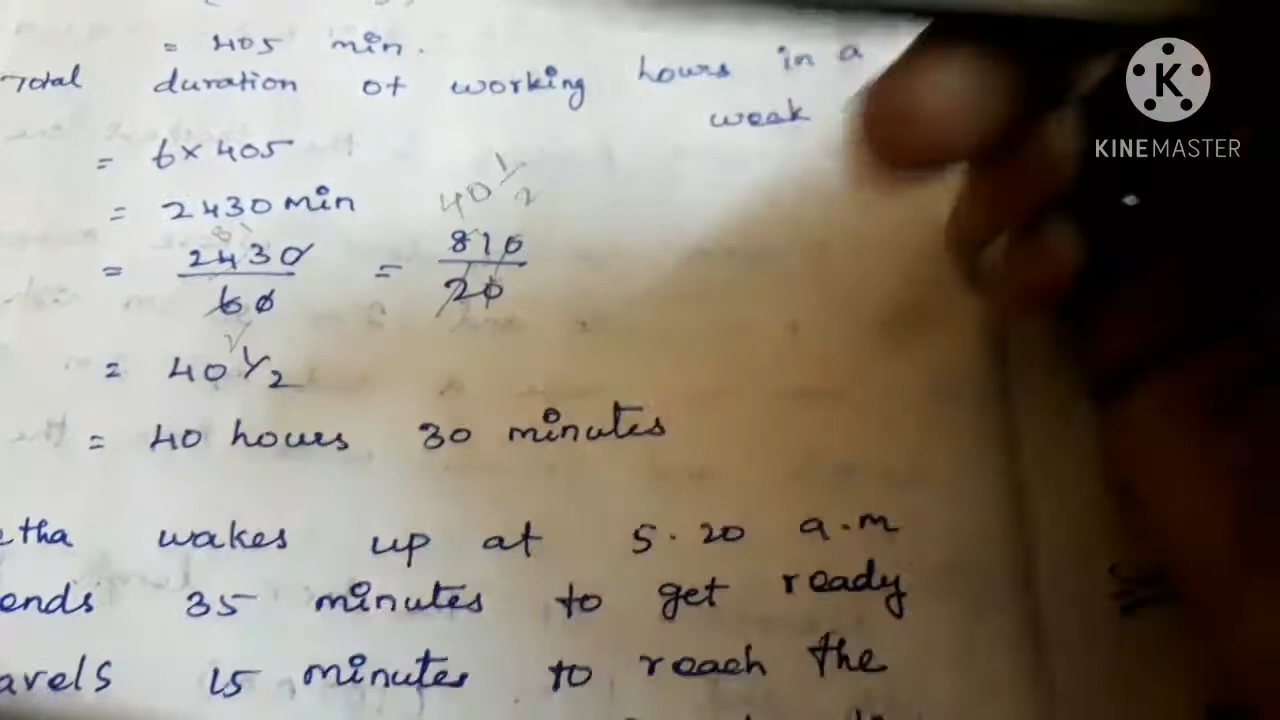 = 405 min.
Total duration of working hours in a
week
= 6 x 405
= 2430 min
= 2430/60 = 810/20
81
40 1/2
= 40 1/2
= 40 hours 30 minutes
etha wakes up at 5.20 a.m
ends 35 minutes to get ready
avels 15 minutes to reach the
K
KINEMASTER